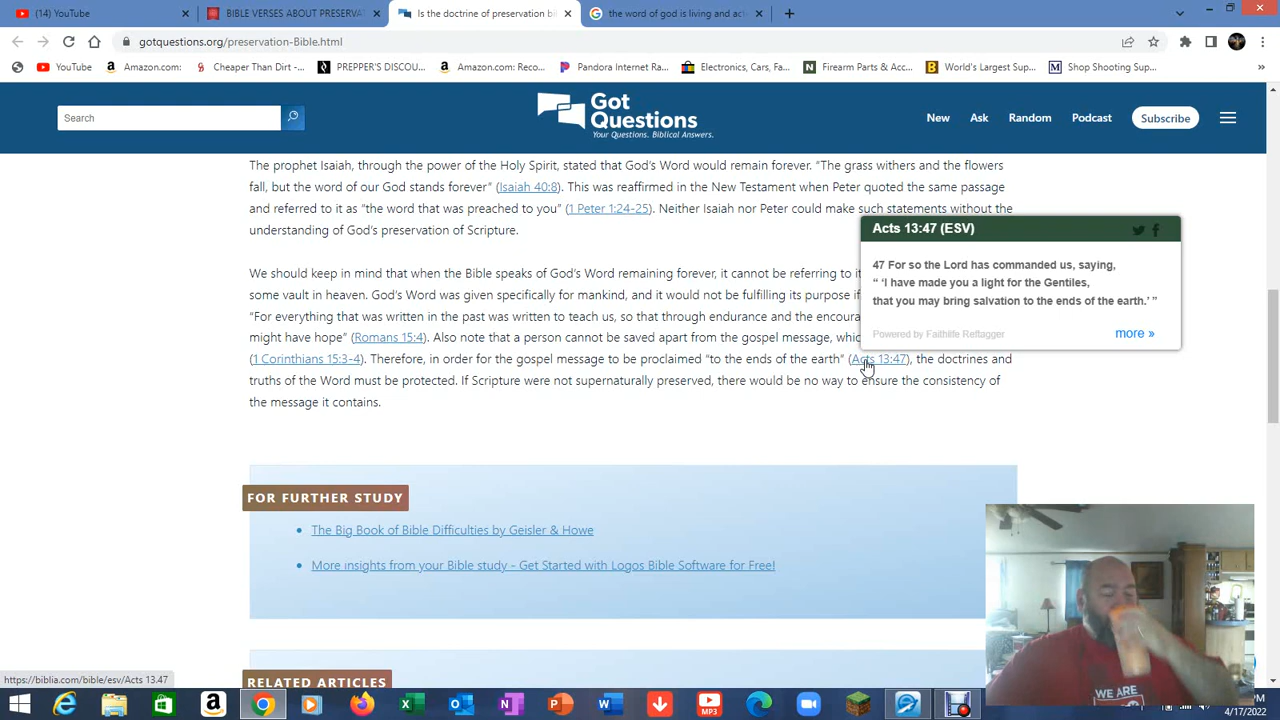 (14) YouTube
BIBLE VERSES ABOUT PRESERVAT
Is the doctrine of preservation bi
the word of god is living and act
gotquestions.org/preservation-Bible.html
YouTube
Amazon.com:
Cheaper Than Dirt -...
PREPPER'S DISCOU...
Amazon.com: Reco...
Pandora Internet Ra...
Electronics, Cars, Fa...
Firearm Parts & Acc...
World's Largest Sup...
Shop Shooting Sup...
»
Search
Got
Questions
Your Questions. Biblical Answers.
New
Ask
Random
Podcast
Subscribe
The prophet Isaiah, through the power of the Holy Spirit, stated that God's Word would remain forever. “The grass withers and the flowers
fall, but the word of our God stands forever” (Isaiah 40:8). This was reaffirmed in the New Testament when Peter quoted the same passage
and referred to it as “the word that was preached to you” (1 Peter 1:24-25). Neither Isaiah nor Peter could make such statements without the
understanding of God's preservation of Scripture.
Acts 13:47 (ESV)
47 For so the Lord has commanded us, saying,
“ ‘I have made you a light for the Gentiles,
that you may bring salvation to the ends of the earth.’ ”
Powered by Faithlife Reftagger
more »
We should keep in mind that when the Bible speaks of God's Word remaining forever, it cannot be referring to it
some vault in heaven. God's Word was given specifically for mankind, and it would not be fulfilling its purpose if
“For everything that was written in the past was written to teach us, so that through endurance and the encoura
might have hope” (Romans 15:4). Also note that a person cannot be saved apart from the gospel message, whic
(1 Corinthians 15:3-4). Therefore, in order for the gospel message to be proclaimed “to the ends of the earth” (Acts 13:47), the doctrines and
truths of the Word must be protected. If Scripture were not supernaturally preserved, there would be no way to ensure the consistency of
the message it contains.
FOR FURTHER STUDY
The Big Book of Bible Difficulties by Geisler & Howe
More insights from your Bible study - Get Started with Logos Bible Software for Free!
RELATED ARTICLES
WE ARE
https://biblia.com/bible/esv/Acts 13.47
MP3
4/17/2022